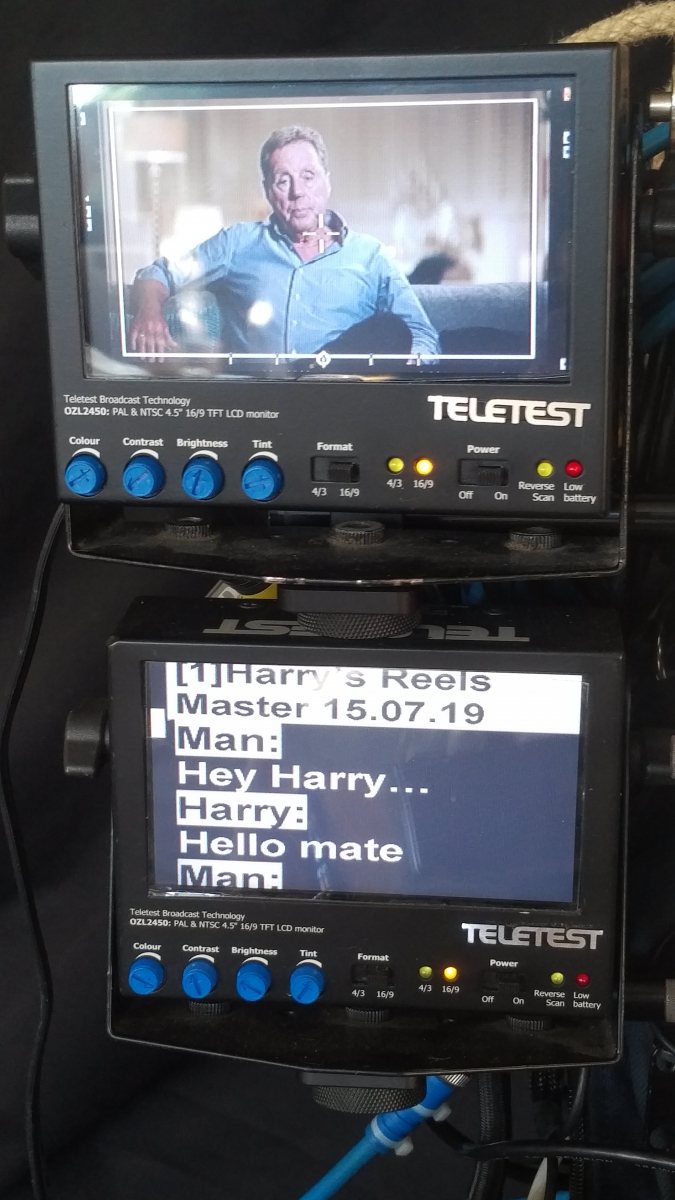 Teletest Broadcast Technology
OZL2450: PAL & NTSC 4.5" 16/9 TFT LCD monitor
TELETEST
Colour Contrast Brightness Tint Format Power
4/3 16/9 4/3 16/9 Off On Reverse Scan Low battery
TELETEST
[1]Harry's Reels
Master 15.07.19
Man:
Hey Harry...
Harry:
Hello mate
Man:
Teletest Broadcast Technology
OZL2450: PAL & NTSC 4.5" 16/9 TFT LCD monitor
TELETEST
Colour Contrast Brightness Tint Format Power
4/3 16/9 4/3 16/9 Off On Reverse Scan Low battery